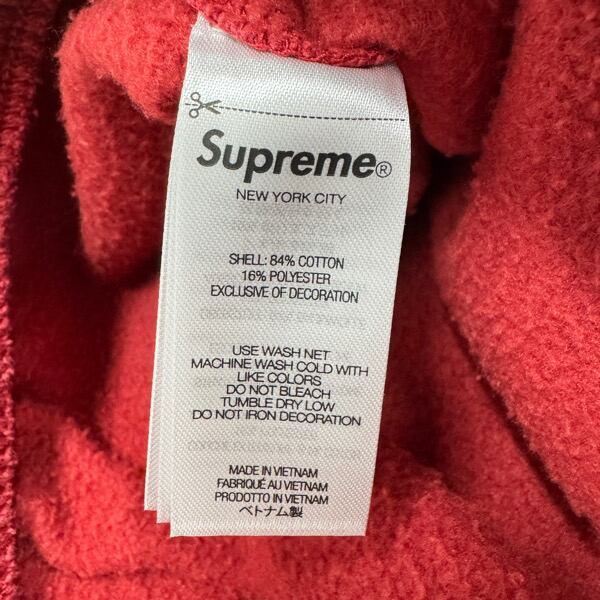 Supreme®
NEW YORK CITY
SHELL: 84% COTTON
16% POLYESTER
EXCLUSIVE OF DECORATION
USE WASH NET
MACHINE WASH COLD WITH
LIKE COLORS
DO NOT BLEACH
TUMBLE DRY LOW
DO NOT IRON DECORATION
MADE IN VIETNAM
FABRIQUÉ AU VIETNAM
PRODOTTO IN VIETNAM
ベトナム製